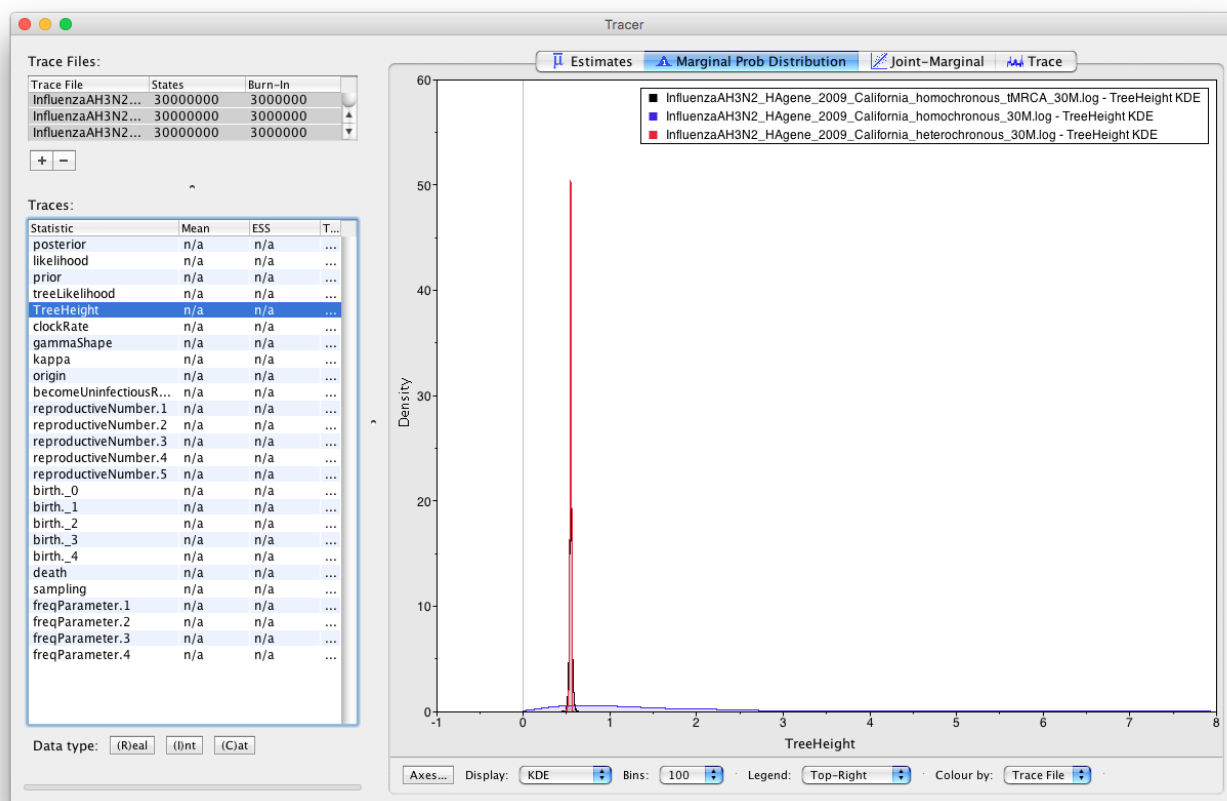 Tracer
Trace Files:
Trace File States Burn-In
InfluenzaAH3N2... 30000000 3000000
InfluenzaAH3N2... 30000000 3000000
InfluenzaAH3N2... 30000000 3000000
+ −
Traces:
Statistic Mean ESS T...
posterior n/a n/a ...
likelihood n/a n/a ...
prior n/a n/a ...
treeLikelihood n/a n/a ...
TreeHeight n/a n/a ...
clockRate n/a n/a ...
gammaShape n/a n/a ...
kappa n/a n/a ...
origin n/a n/a ...
becomeUninfectiousR... n/a n/a ...
reproductiveNumber.1 n/a n/a ...
reproductiveNumber.2 n/a n/a ...
reproductiveNumber.3 n/a n/a ...
reproductiveNumber.4 n/a n/a ...
reproductiveNumber.5 n/a n/a ...
birth._0 n/a n/a ...
birth._1 n/a n/a ...
birth._2 n/a n/a ...
birth._3 n/a n/a ...
birth._4 n/a n/a ...
death n/a n/a ...
sampling n/a n/a ...
freqParameter.1 n/a n/a ...
freqParameter.2 n/a n/a ...
freqParameter.3 n/a n/a ...
freqParameter.4 n/a n/a ...
Data type: (R)eal (I)nt (C)at
μ Estimates Marginal Prob Distribution Joint-Marginal Trace
InfluenzaAH3N2_HAgene_2009_California_homochronous_tMRCA_30M.log - TreeHeight KDE
InfluenzaAH3N2_HAgene_2009_California_homochronous_30M.log - TreeHeight KDE
InfluenzaAH3N2_HAgene_2009_California_heterochronous_30M.log - TreeHeight KDE
60
50
40
30
20
10
0
Density
-1 0 1 2 3 4 5 6 7 8
TreeHeight
Axes... Display: KDE Bins: 100 Legend: Top-Right Colour by: Trace File